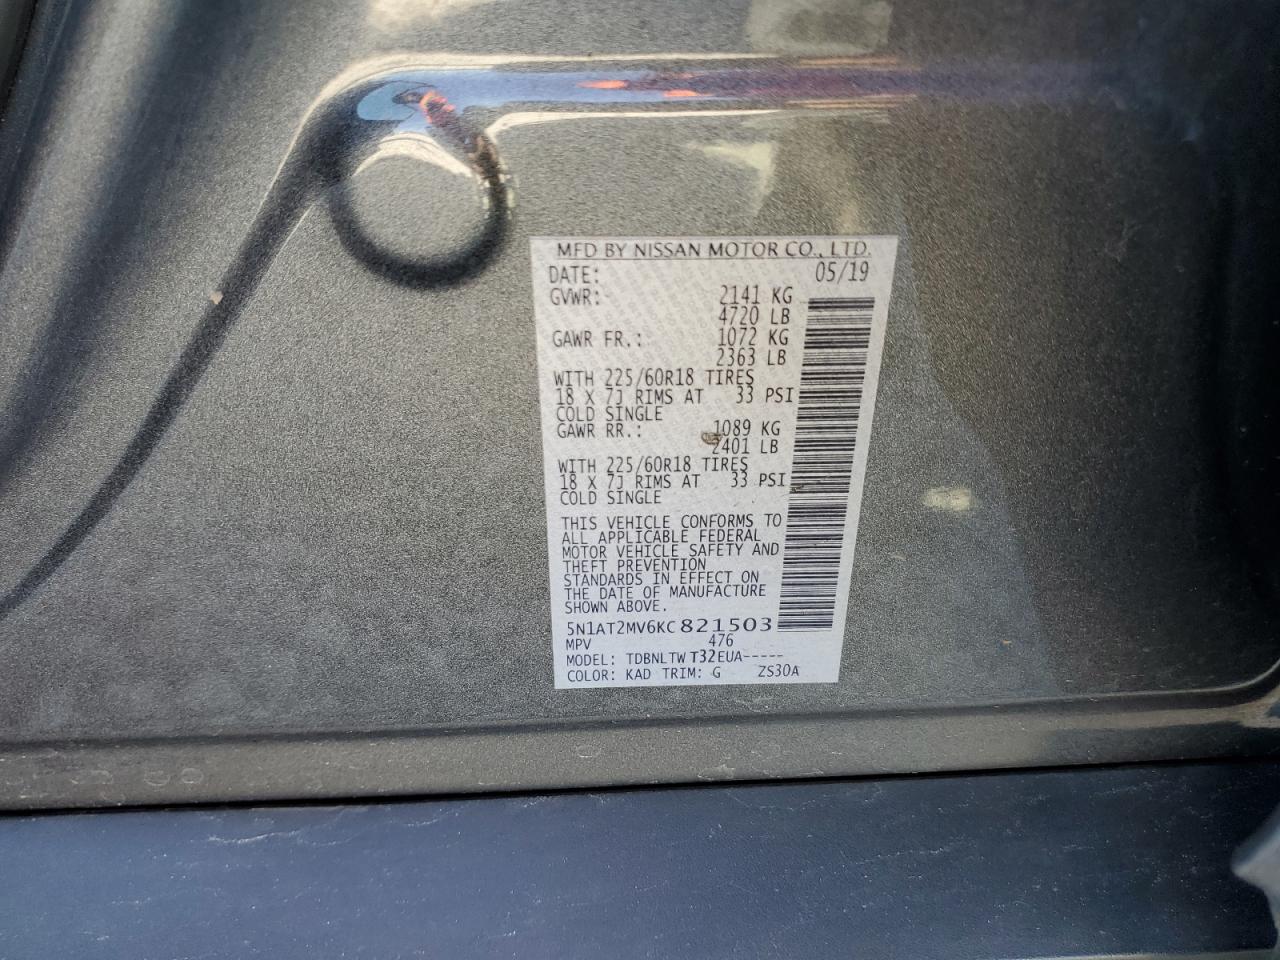 MFD BY NISSAN MOTOR CO., LTD.
DATE: 05/19
GVWR: 2141 KG
4720 LB
GAWR FR.: 1072 KG
2363 LB
WITH 225/60R18 TIRES
18 X 7J RIMS AT 33 PSI
COLD SINGLE
GAWR RR.: 1089 KG
2401 LB
WITH 225/60R18 TIRES
18 X 7J RIMS AT 33 PSI
COLD SINGLE
THIS VEHICLE CONFORMS TO
ALL APPLICABLE FEDERAL
MOTOR VEHICLE SAFETY AND
THEFT PREVENTION
STANDARDS IN EFFECT ON
THE DATE OF MANUFACTURE
SHOWN ABOVE.
5N1AT2MV6KC821503
MPV 476
MODEL: TDBNLTWT32EUA-----
COLOR: KAD TRIM: G ZS30A